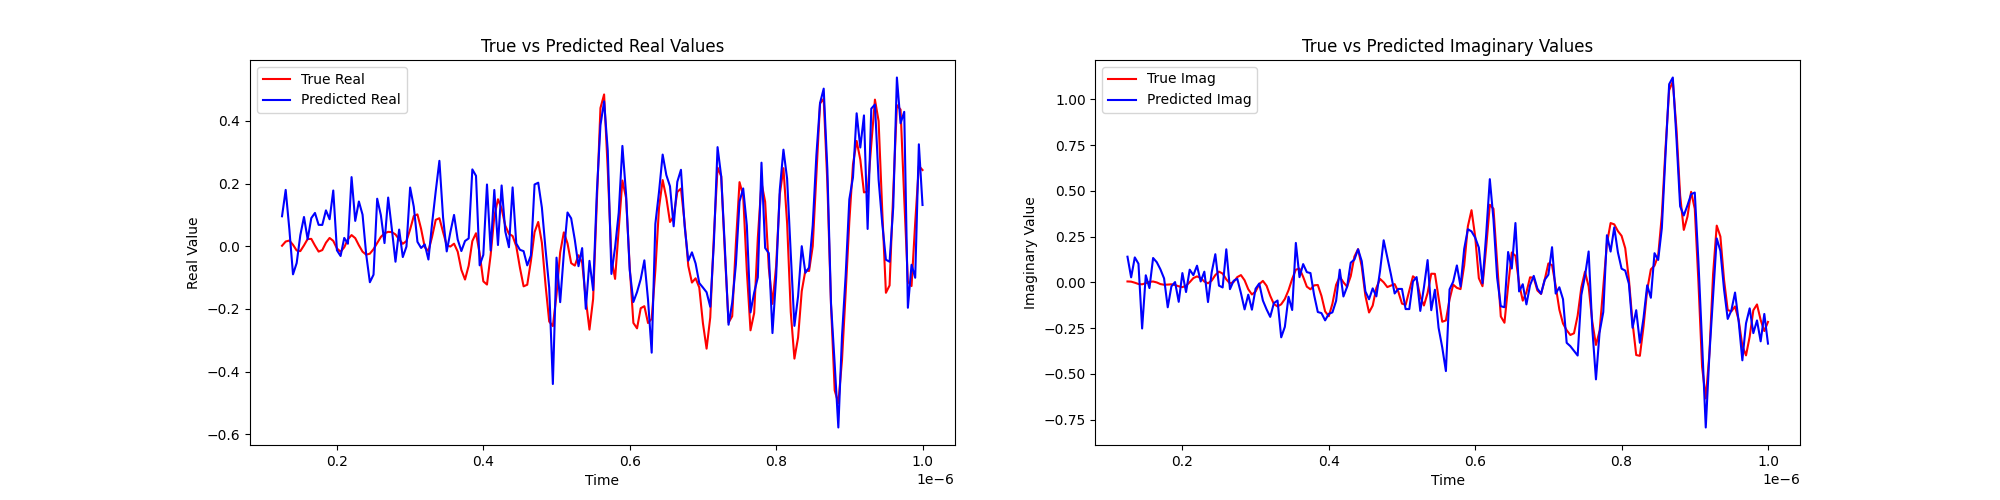 True vs Predicted Real Values
True Real
Predicted Real
Real Value
0.4
0.2
0.0
−0.2
−0.4
−0.6
0.2
0.4
0.6
0.8
1.0
Time
1e−6
True vs Predicted Imaginary Values
True Imag
Predicted Imag
Imaginary Value
1.00
0.75
0.50
0.25
0.00
−0.25
−0.50
−0.75
0.2
0.4
0.6
0.8
1.0
Time
1e−6